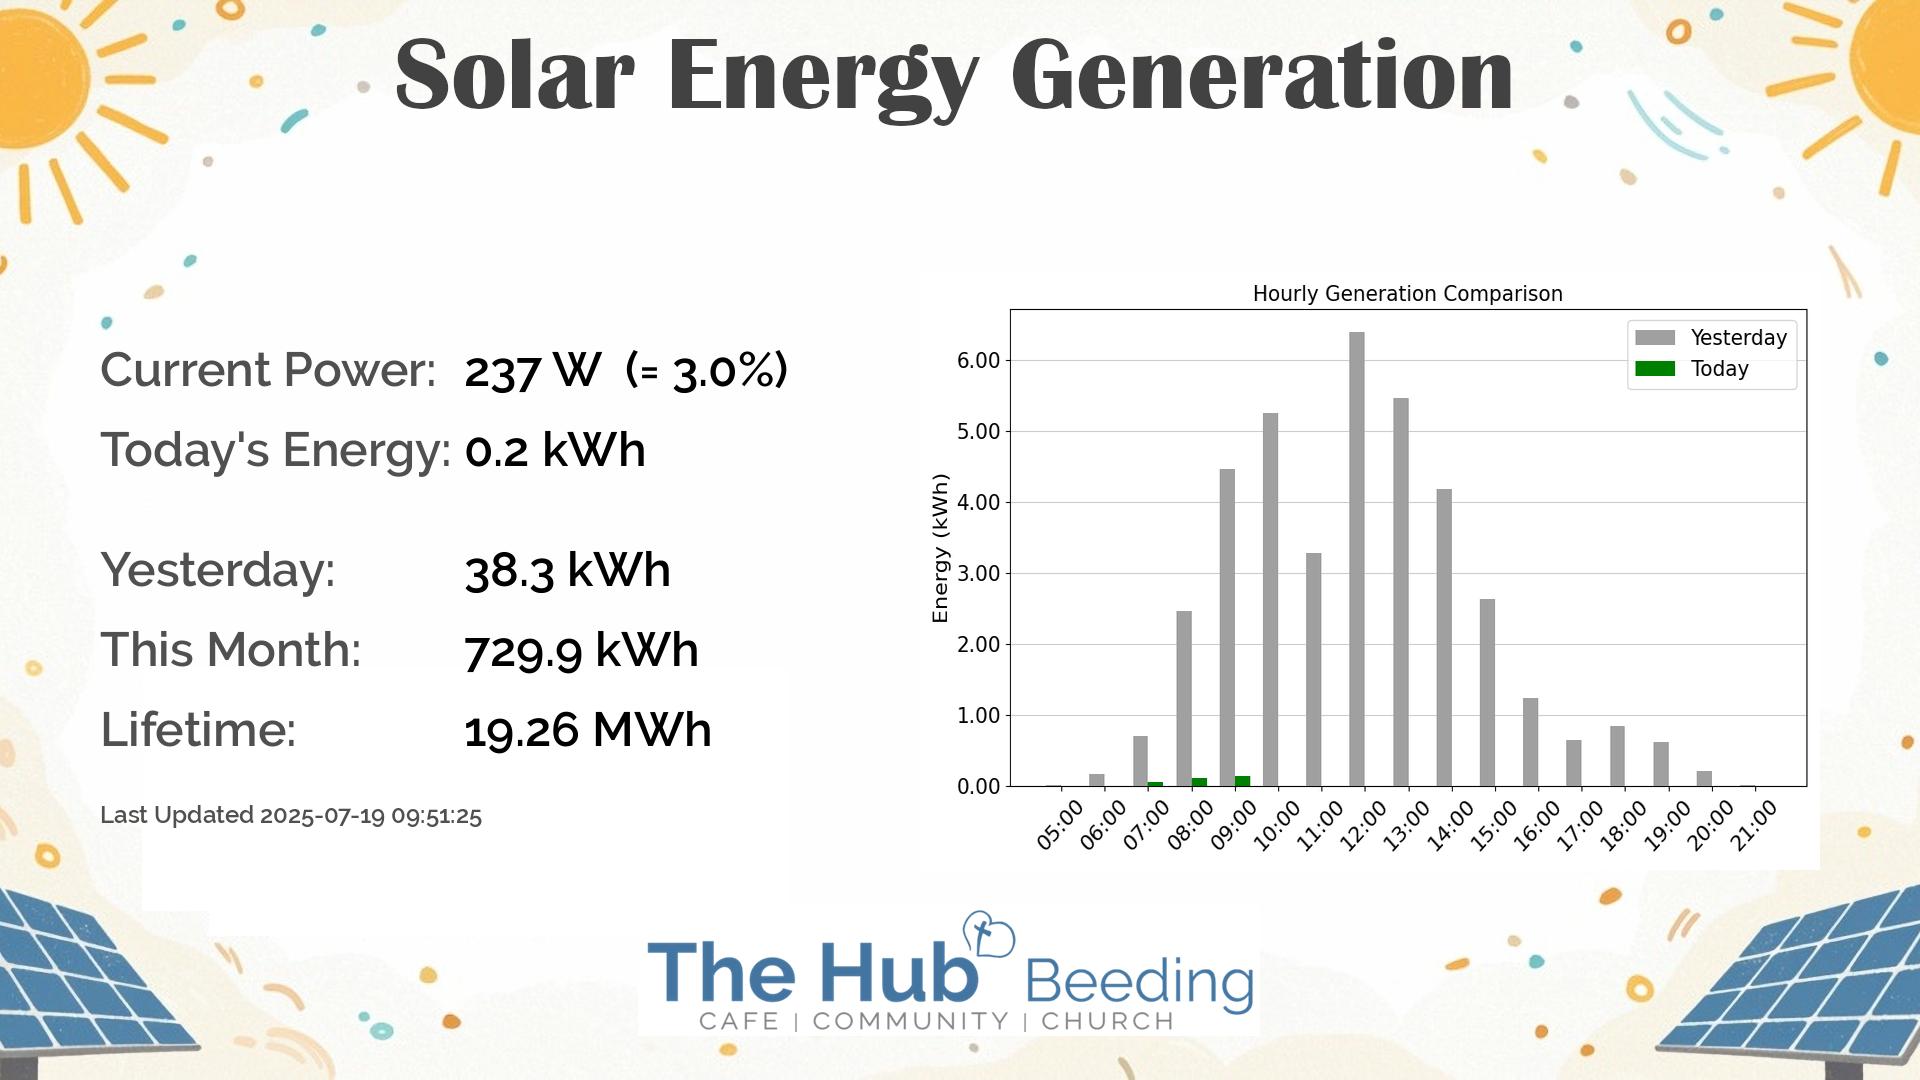 Solar Energy Generation
Current Power: 237 W (= 3.0%)
Today's Energy: 0.2 kWh
Yesterday: 38.3 kWh
This Month: 729.9 kWh
Lifetime: 19.26 MWh
Last Updated 2025-07-19 09:51:25
Hourly Generation Comparison
Yesterday
Today
Energy (kWh)
6.00
5.00
4.00
3.00
2.00
1.00
0.00
05:00 06:00 07:00 08:00 09:00 10:00 11:00 12:00 13:00 14:00 15:00 16:00 17:00 18:00 19:00 20:00 21:00
The Hub Beeding
CAFE | COMMUNITY | CHURCH